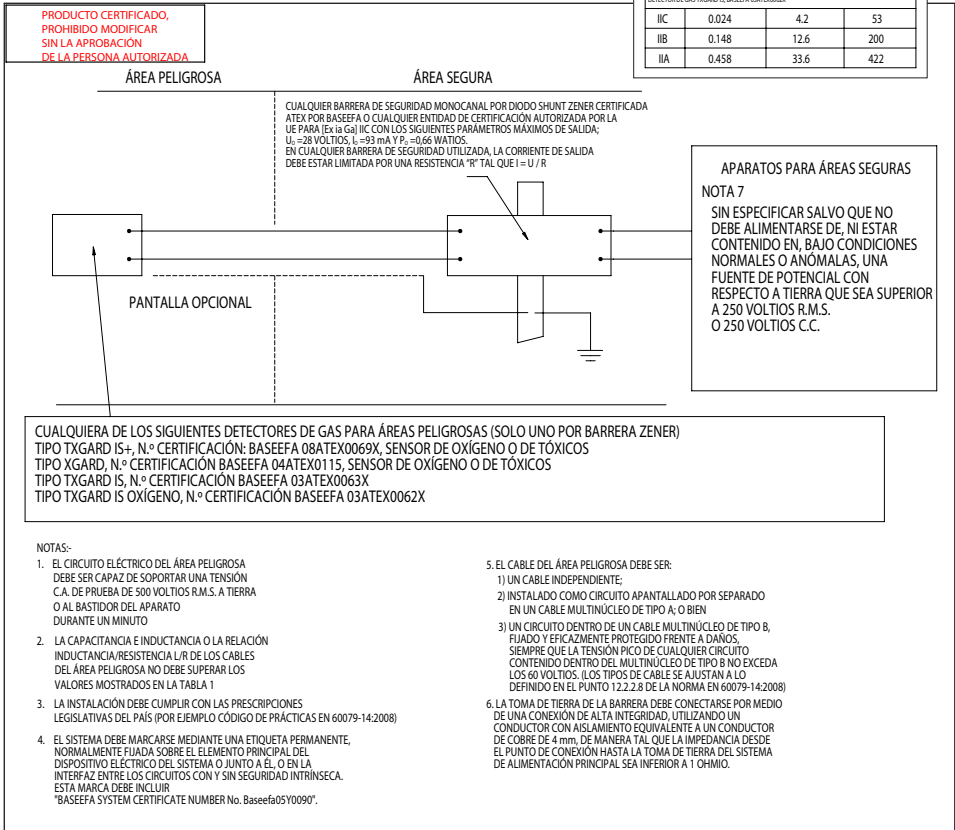 PRODUCTO CERTIFICADO,
PROHIBIDO MODIFICAR
SIN LA APROBACIÓN
DE LA PERSONA AUTORIZADA
IIC 0.024 4.2 53
IIB 0.148 12.6 200
IIA 0.458 33.6 422
ÁREA PELIGROSA
ÁREA SEGURA
CUALQUIER BARRERA DE SEGURIDAD MONOCANAL POR DIODO SHUNT ZENER CERTIFICADA
ATEX POR BASEEFA O CUALQUIER ENTIDAD DE CERTIFICACIÓN AUTORIZADA POR LA
UE PARA [Ex ia Ga] IIC CON LOS SIGUIENTES PARÁMETROS MÁXIMOS DE SALIDA;
U₀ =28 VOLTIOS, I₀ =93 mA Y P₀ =0,66 WATIOS.
EN CUALQUIER BARRERA DE SEGURIDAD UTILIZADA, LA CORRIENTE DE SALIDA
DEBE ESTAR LIMITADA POR UNA RESISTENCIA "R" TAL QUE I = U / R
APARATOS PARA ÁREAS SEGURAS
NOTA 7
SIN ESPECIFICAR SALVO QUE NO
DEBE ALIMENTARSE DE, NI ESTAR
CONTENIDO EN, BAJO CONDICIONES
NORMALES O ANÓMALAS, UNA
FUENTE DE POTENCIAL CON
RESPECTO A TIERRA QUE SEA SUPERIOR
A 250 VOLTIOS R.M.S.
O 250 VOLTIOS C.C.
PANTALLA OPCIONAL
CUALQUIERA DE LOS SIGUIENTES DETECTORES DE GAS PARA ÁREAS PELIGROSAS (SOLO UNO POR BARRERA ZENER)
TIPO TXGARD IS+, N.º CERTIFICACIÓN: BASEEFA 08ATEX0069X, SENSOR DE OXÍGENO O DE TÓXICOS
TIPO XGARD, N.º CERTIFICACIÓN BASEEFA 04ATEX0115, SENSOR DE OXÍGENO O DE TÓXICOS
TIPO TXGARD IS, N.º CERTIFICACIÓN BASEEFA 03ATEX0063X
TIPO TXGARD IS OXÍGENO, N.º CERTIFICACIÓN BASEEFA 03ATEX0062X
NOTAS:-
1. EL CIRCUITO ELÉCTRICO DEL ÁREA PELIGROSA
DEBE SER CAPAZ DE SOPORTAR UNA TENSIÓN
C.A. DE PRUEBA DE 500 VOLTIOS R.M.S. A TIERRA
O AL BASTIDOR DEL APARATO
DURANTE UN MINUTO
2. LA CAPACITANCIA E INDUCTANCIA O LA RELACIÓN
INDUCTANCIA/RESISTENCIA L/R DE LOS CABLES
DEL ÁREA PELIGROSA NO DEBE SUPERAR LOS
VALORES MOSTRADOS EN LA TABLA 1
3. LA INSTALACIÓN DEBE CUMPLIR CON LAS PRESCRIPCIONES
LEGISLATIVAS DEL PAÍS (POR EJEMPLO CÓDIGO DE PRÁCTICAS EN 60079-14:2008)
4. EL SISTEMA DEBE MARCARSE MEDIANTE UNA ETIQUETA PERMANENTE,
NORMALMENTE FIJADA SOBRE EL ELEMENTO PRINCIPAL DEL
DISPOSITIVO ELÉCTRICO DEL SISTEMA O JUNTO A ÉL, O EN LA
INTERFAZ ENTRE LOS CIRCUITOS CON Y SIN SEGURIDAD INTRÍNSECA.
ESTA MARCA DEBE INCLUIR
"BASEEFA SYSTEM CERTIFICATE NUMBER No. Baseefa05Y0090".
5. EL CABLE DEL ÁREA PELIGROSA DEBE SER:
1) UN CABLE INDEPENDIENTE;
2) INSTALADO COMO CIRCUITO APANTALLADO POR SEPARADO
EN UN CABLE MULTINÚCLEO DE TIPO A; O BIEN
3) UN CIRCUITO DENTRO DE UN CABLE MULTINÚCLEO DE TIPO B,
FIJADO Y EFICAZMENTE PROTEGIDO FRENTE A DAÑOS,
SIEMPRE QUE LA TENSIÓN PICO DE CUALQUIER CIRCUITO
CONTENIDO DENTRO DEL MULTINÚCLEO DE TIPO B NO EXCEDA
LOS 60 VOLTIOS. (LOS TIPOS DE CABLE SE AJUSTAN A LO
DEFINIDO EN EL PUNTO 12.2.2.8 DE LA NORMA EN 60079-14:2008)
6. LA TOMA DE TIERRA DE LA BARRERA DEBE CONECTARSE POR MEDIO
DE UNA CONEXIÓN DE ALTA INTEGRIDAD, UTILIZANDO UN
CONDUCTOR CON AISLAMIENTO EQUIVALENTE A UN CONDUCTOR
DE COBRE DE 4 mm, DE MANERA TAL QUE LA IMPEDANCIA DESDE
EL PUNTO DE CONEXIÓN HASTA LA TOMA DE TIERRA DEL SISTEMA
DE ALIMENTACIÓN PRINCIPAL SEA INFERIOR A 1 OHMIO.